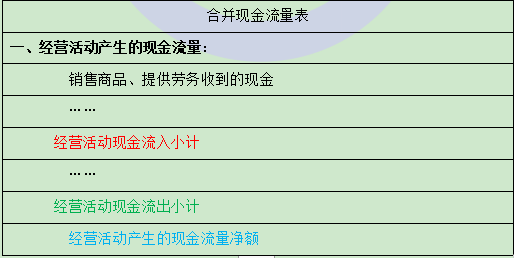 合并现金流量表
一、经营活动产生的现金流量：
销售商品、提供劳务收到的现金
……
经营活动现金流入小计
……
经营活动现金流出小计
经营活动产生的现金流量净额